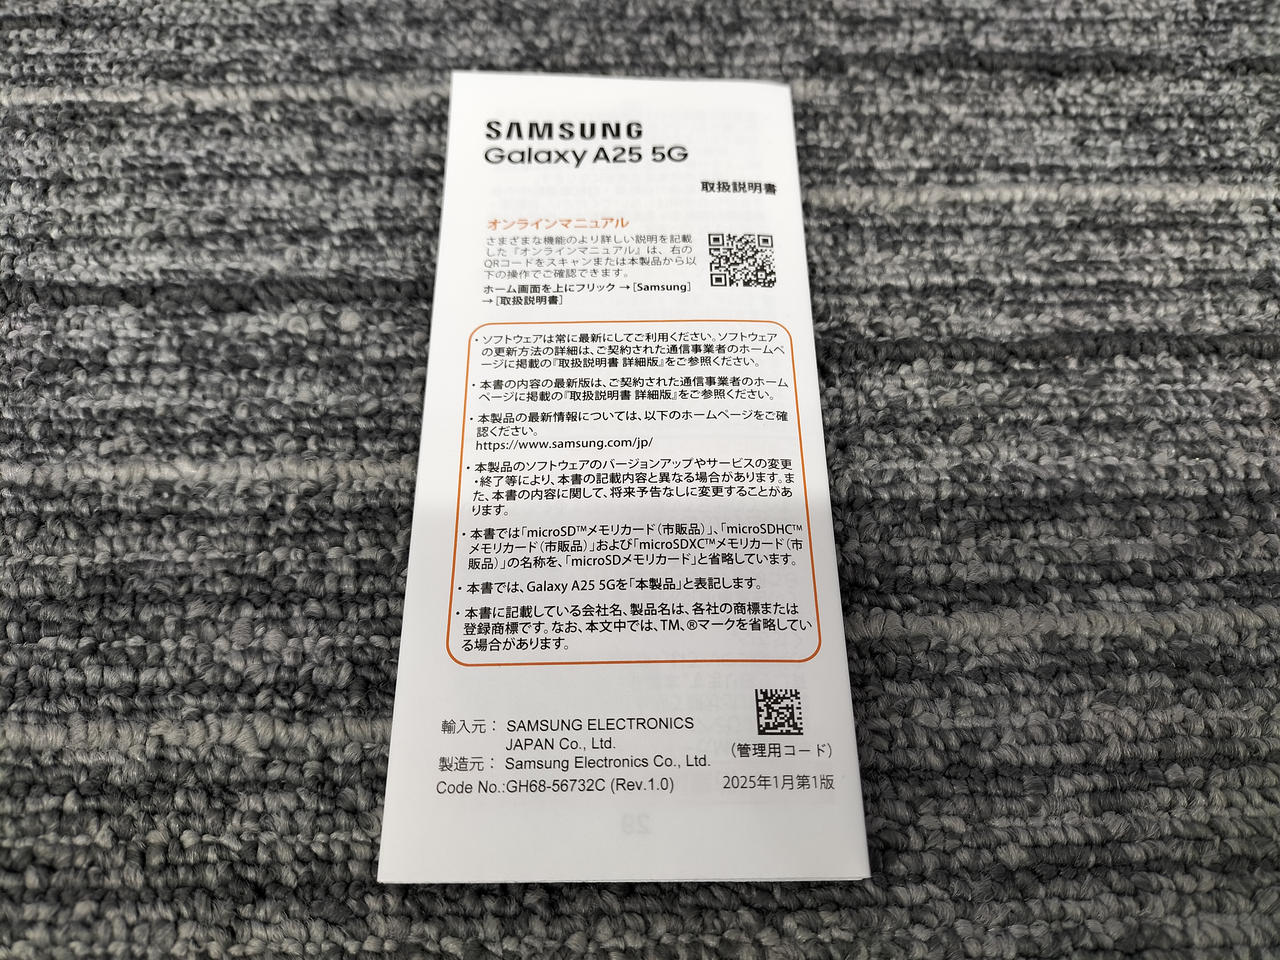 SAMSUNG
Galaxy A25 5G
取扱説明書
オンラインマニュアル
さまざまな機能のより詳しい説明を記載
した『オンラインマニュアル』は、右の
QRコードをスキャンまたは本製品から以
下の操作でご確認できます。
ホーム画面を上にフリック→[Samsung]
→[取扱説明書]
・ソフトウェアは常に最新にしてご利用ください。ソフトウェア
の更新方法の詳細は、ご契約された通信事業者のホームペ
ージに掲載の『取扱説明書 詳細版』をご参照ください。
・本書の内容の最新版は、ご契約された通信事業者のホーム
ページに掲載の『取扱説明書 詳細版』をご参照ください。
・本製品の最新情報については、以下のホームページをご確
認ください。
https://www.samsung.com/jp/
・本製品のソフトウェアのバージョンアップやサービスの変更
・終了等により、本書の記載内容と異なる場合があります。ま
た、本書の内容に関して、将来予告なしに変更することがあ
ります。
・本書では「microSD™メモリカード(市販品)」、「microSDHC™
メモリカード(市販品)」および「microSDXC™メモリカード(市
販品)」の名称を、「microSDメモリカード」と省略しています。
・本書では、Galaxy A25 5Gを「本製品」と表記します。
・本書に記載している会社名、製品名は、各社の商標または
登録商標です。なお、本文中では、TM、®マークを省略してい
る場合があります。
輸入元： SAMSUNG ELECTRONICS
JAPAN Co., Ltd.
(管理用コード)
製造元： Samsung Electronics Co., Ltd.
Code No.:GH68-56732C (Rev.1.0)
2025年1月第1版